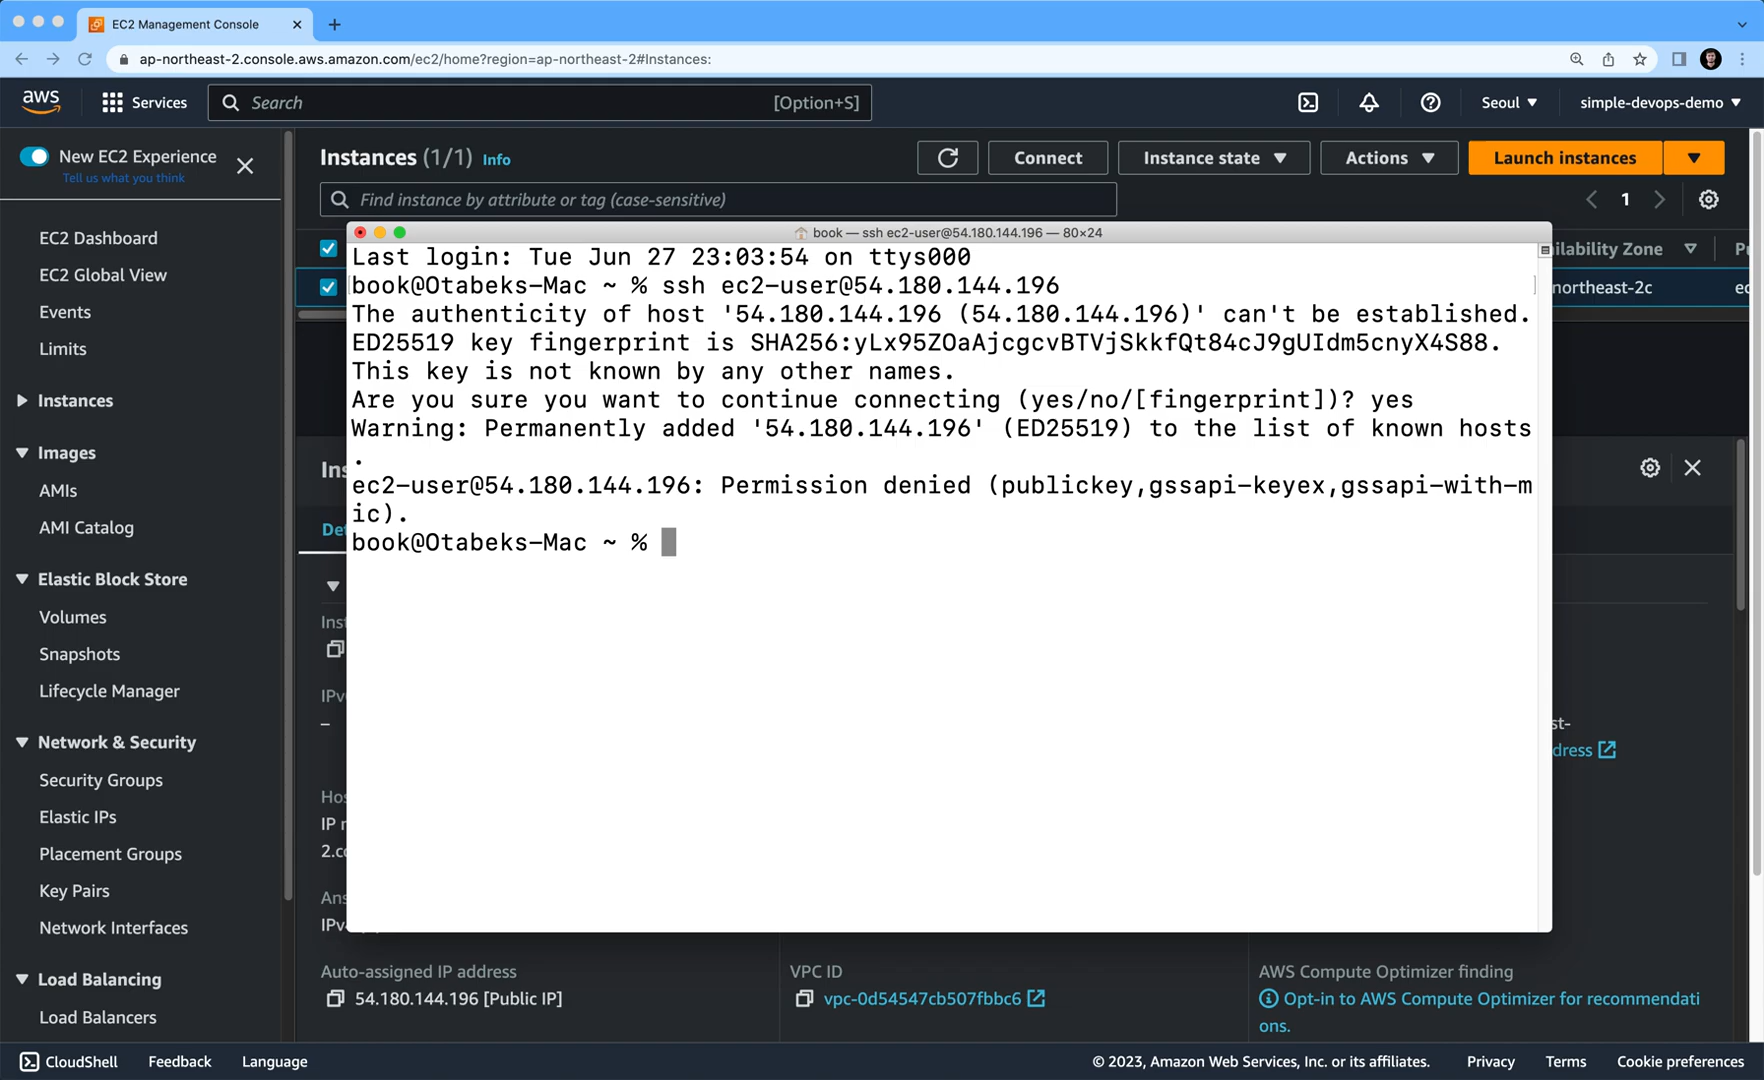 EC2 Management Console
ap-northeast-2.console.aws.amazon.com/ec2/home?region=ap-northeast-2#Instances:
aws
Services
Search
[Option+S]
Seoul
simple-devops-demo
New EC2 Experience
Tell us what you think
EC2 Dashboard
EC2 Global View
Events
Limits
Instances
Images
AMIs
AMI Catalog
Elastic Block Store
Volumes
Snapshots
Lifecycle Manager
Network & Security
Security Groups
Elastic IPs
Placement Groups
Key Pairs
Network Interfaces
Load Balancing
Load Balancers
Instances (1/1) Info
Connect
Instance state
Actions
Launch instances
Find instance by attribute or tag (case-sensitive)
1
ilability Zone
northeast-2c
book — ssh ec2-user@54.180.144.196 — 80×24
Last login: Tue Jun 27 23:03:54 on ttys000
book@Otabeks-Mac ~ % ssh ec2-user@54.180.144.196
The authenticity of host '54.180.144.196 (54.180.144.196)' can't be established.
ED25519 key fingerprint is SHA256:yLx95ZOaAjcgcvBTVjSkkfQt84cJ9gUIdm5cnyX4S88.
This key is not known by any other names.
Are you sure you want to continue connecting (yes/no/[fingerprint])? yes
Warning: Permanently added '54.180.144.196' (ED25519) to the list of known hosts
.
ec2-user@54.180.144.196: Permission denied (publickey,gssapi-keyex,gssapi-with-m
ic).
book@Otabeks-Mac ~ %
st-
dress
Auto-assigned IP address
54.180.144.196 [Public IP]
VPC ID
vpc-0d54547cb507fbbc6
AWS Compute Optimizer finding
Opt-in to AWS Compute Optimizer for recommendati
ons.
CloudShell
Feedback
Language
© 2023, Amazon Web Services, Inc. or its affiliates.
Privacy
Terms
Cookie preferences